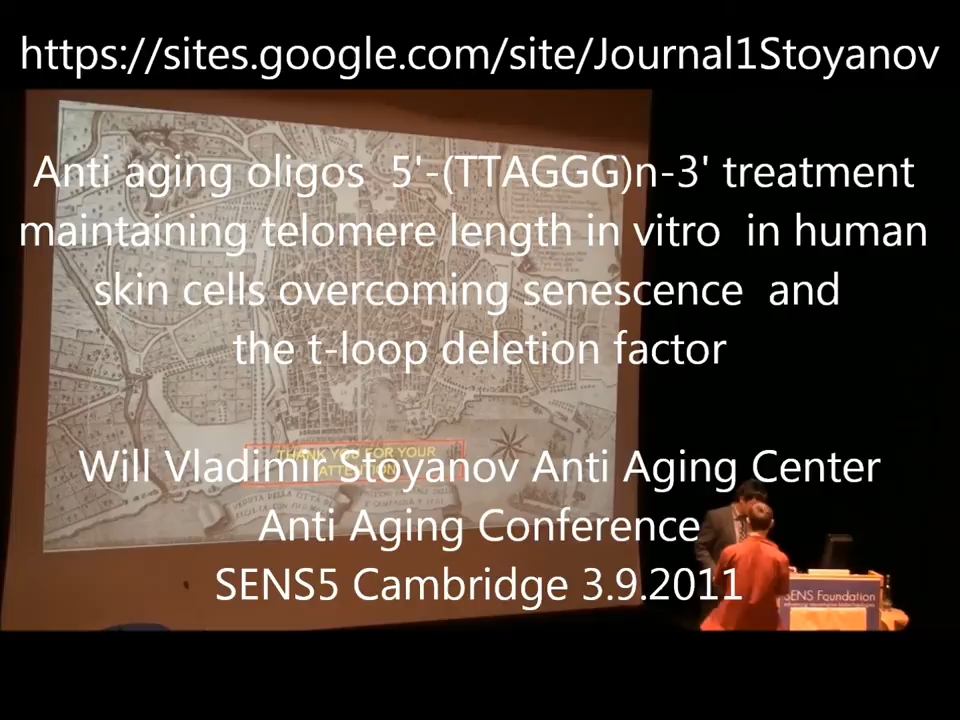 https://sites.google.com/site/Journal1Stoyanov
Anti aging oligos 5'-(TTAGGG)n-3' treatment
maintaining telomere length in vitro in human
skin cells overcoming senescence and
the t-loop deletion factor
THANK YOU FOR YOUR
ATTENTION
Will Vladimir Stoyanov Anti Aging Center
Anti Aging Conference
SENS5 Cambridge 3.9.2011
SENS Foundation